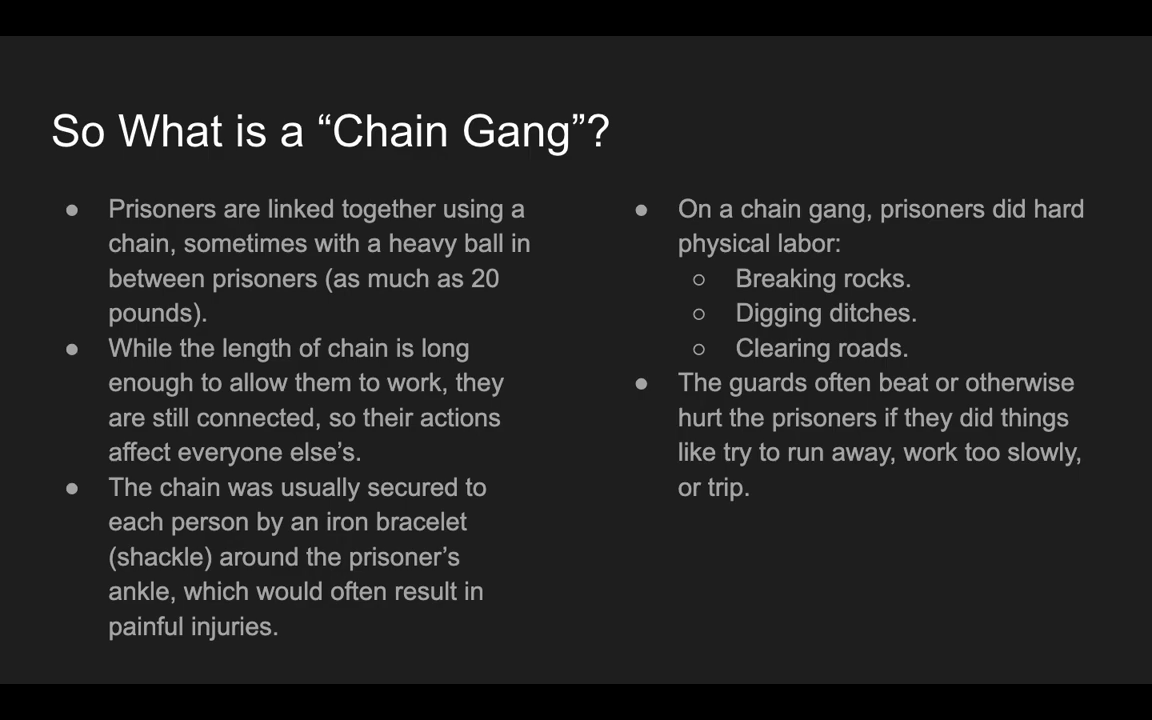 So What is a “Chain Gang”?
● Prisoners are linked together using a
chain, sometimes with a heavy ball in
between prisoners (as much as 20
pounds).
● While the length of chain is long
enough to allow them to work, they
are still connected, so their actions
affect everyone else’s.
● The chain was usually secured to
each person by an iron bracelet
(shackle) around the prisoner’s
ankle, which would often result in
painful injuries.
● On a chain gang, prisoners did hard
physical labor:
○ Breaking rocks.
○ Digging ditches.
○ Clearing roads.
● The guards often beat or otherwise
hurt the prisoners if they did things
like try to run away, work too slowly,
or trip.